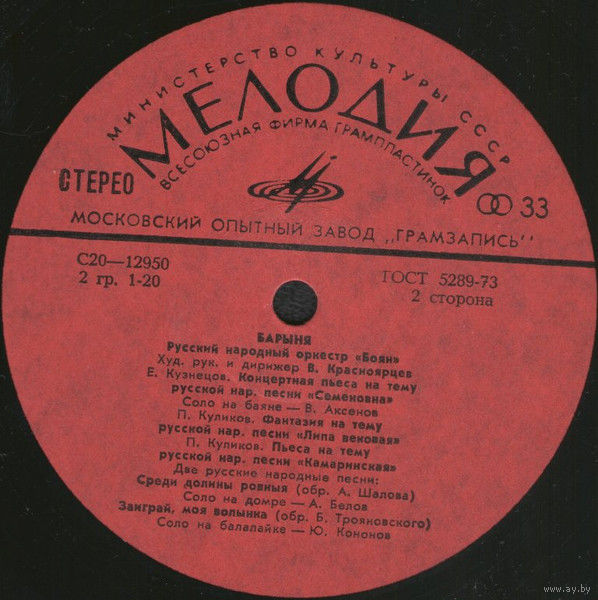 МИНИСТЕРСТВО КУЛЬТУРЫ СССР
МЕЛОДИЯ
ВСЕСОЮЗНАЯ ФИРМА ГРАМПЛАСТИНОК
СТЕРЕО
33
МОСКОВСКИЙ ОПЫТНЫЙ ЗАВОД „ГРАМЗАПИСЬ"
С20—12950
ГОСТ 5289-73
2 гр. 1-20
2 сторона
БАРЫНЯ
Русский народный оркестр «Боян»
Худ. рук. и дирижер В. Красноярцев
Е. Кузнецов. Концертная пьеса на тему
русской нар. песни «Семеновна»
Соло на баяне — В. Аксенов
П. Куликов. Фантазия на тему
русской нар. песни «Липа вековая»
П. Куликов. Пьеса на тему
русской нар. песни «Камаринская»
Две русские народные песни:
Среди долины ровныя (обр. А. Шалова)
Соло на домре — А. Белов
Заиграй, моя волынка (обр. Б. Трояновского)
Соло на балалайке — Ю. Кононов
www.ay.by